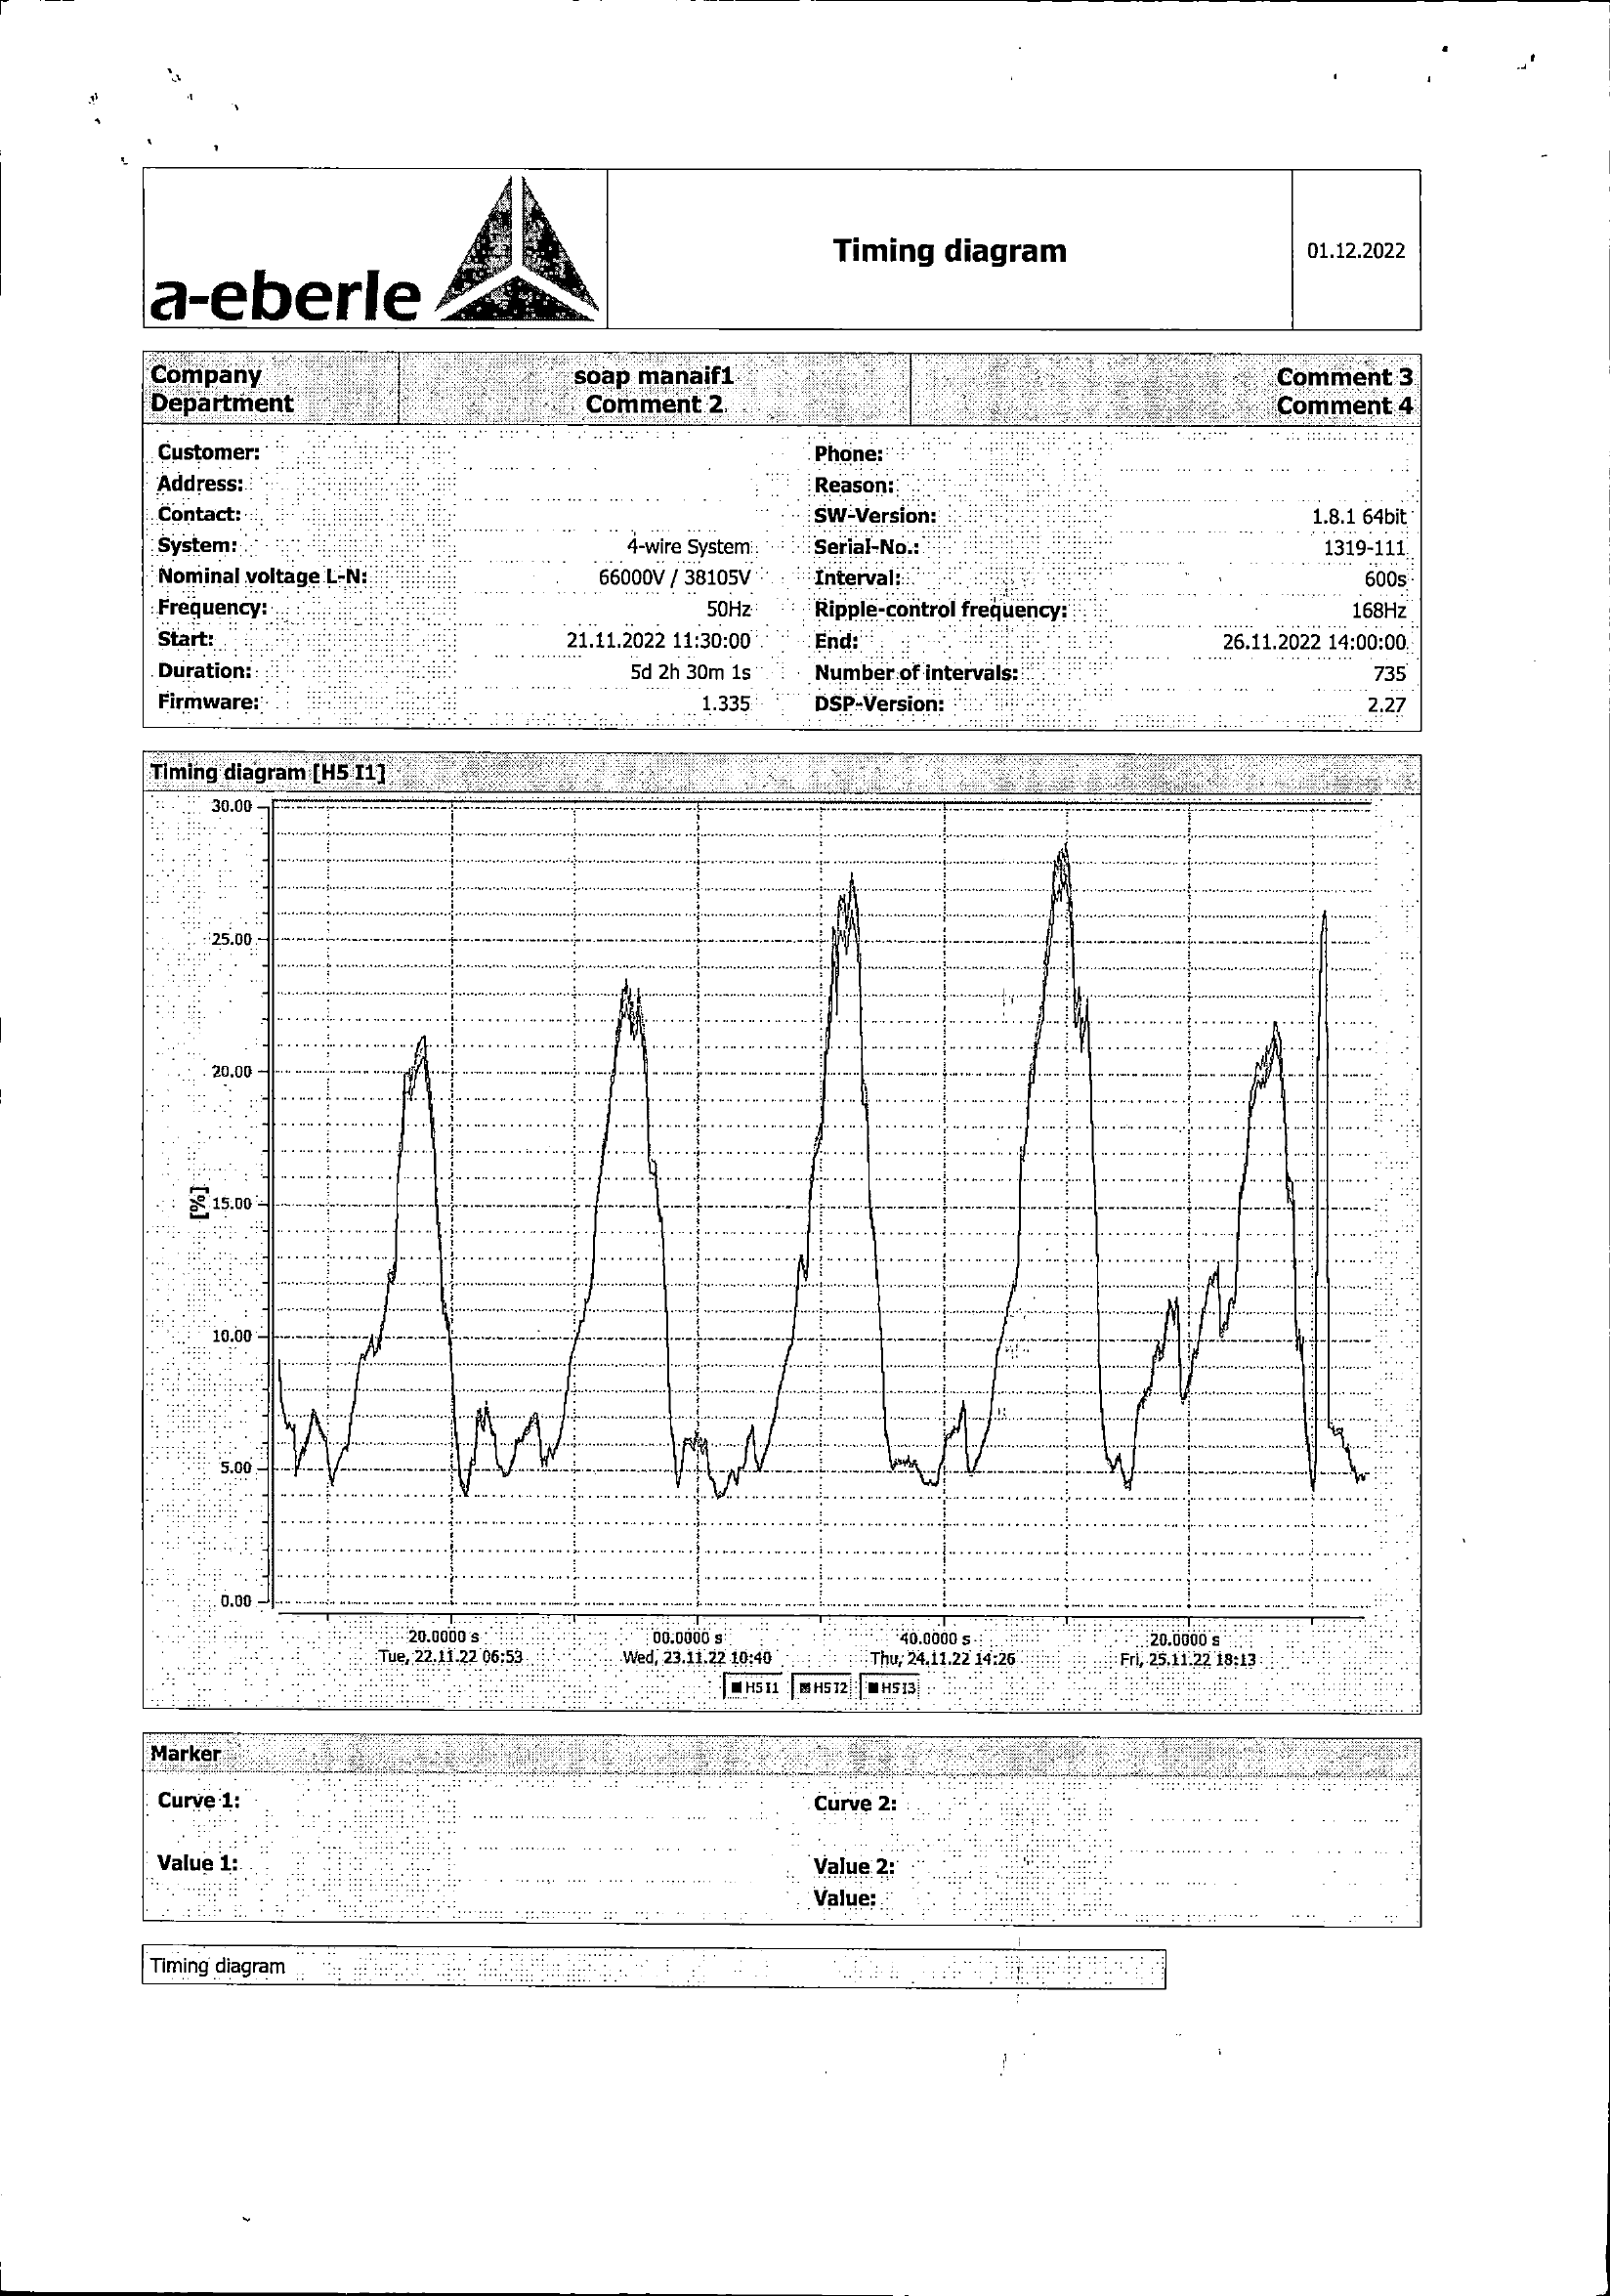 a-eberle
Timing diagram
01.12.2022
Company soap manaif1 Comment 3
Department Comment 2 Comment 4
Customer: Phone:
Address: Reason:
Contact: SW-Version: 1.8.1 64bit
System: 4-wire System Serial-No.: 1319-111
Nominal voltage L-N: 66000V / 38105V Interval: 600s
Frequency: 50Hz Ripple-control frequency: 168Hz
Start: 21.11.2022 11:30:00 End: 26.11.2022 14:00:00
Duration: 5d 2h 30m 1s Number of intervals: 735
Firmware: 1.335 DSP-Version: 2.27
Timing diagram [H5 I1]
30.00
25.00
20.00
[%]
15.00
10.00
5.00
0.00
20.0000 s 00.0000 s 40.0000 s 20.0000 s
Tue, 22.11.22 06:53 Wed, 23.11.22 10:40 Thu, 24.11.22 14:26 Fri, 25.11.22 18:13
H5 I1 H5 I2 H5 I3
Marker
Curve 1: Curve 2:
Value 1: Value 2:
Value:
Timing diagram